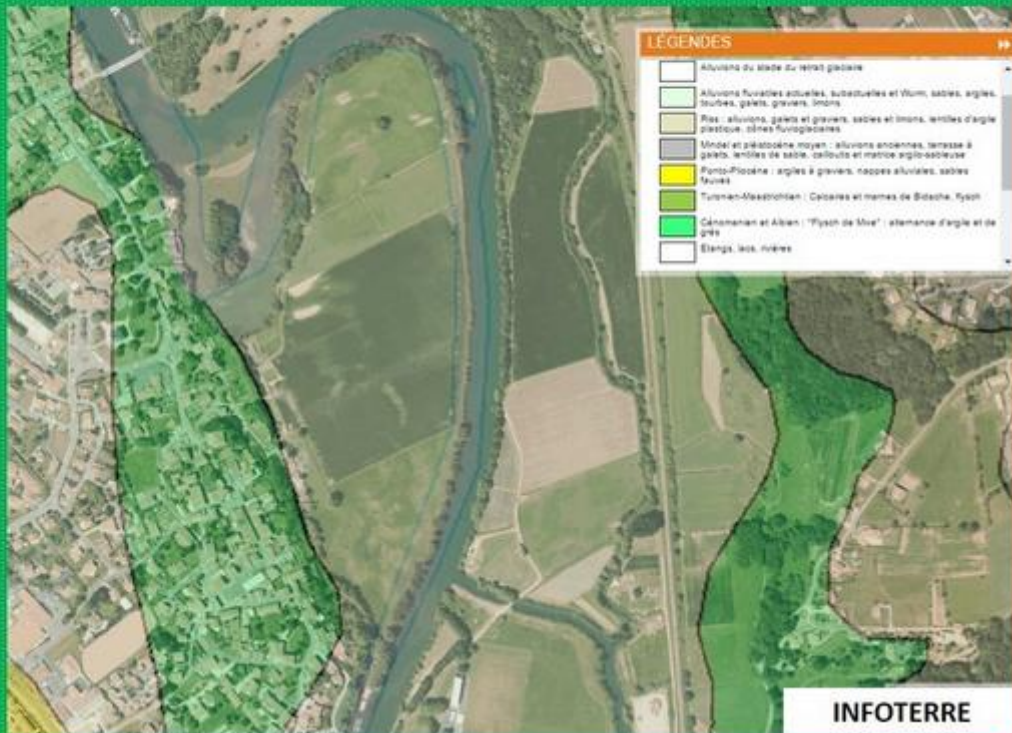 LÉGENDES
Alluvions du stade du retrait glaciaire
Alluvions fluviatiles actuelles, subactuelles et Würm, sables, argiles,
tourbes, galets, graviers, limons
Riss : alluvions, galets et graviers, sables et limons, lentilles d'argile
plastique, cônes fluvioglaciaires
Mindel et pléistocène moyen : alluvions anciennes, terrasse à
galets, lentilles de sable, cailloutis et matrice argilo-sableuse
Ponto-Pliocène : argiles à graviers, nappes alluviales, sables
fauves
Turonien-Maestrichtien : Calcaires et marnes de Bidache, flysch
Cénomanien et Albien : "Flysch de Mixe" : alternance d'argile et de
grès
Etangs, lacs, rivières
INFOTERRE